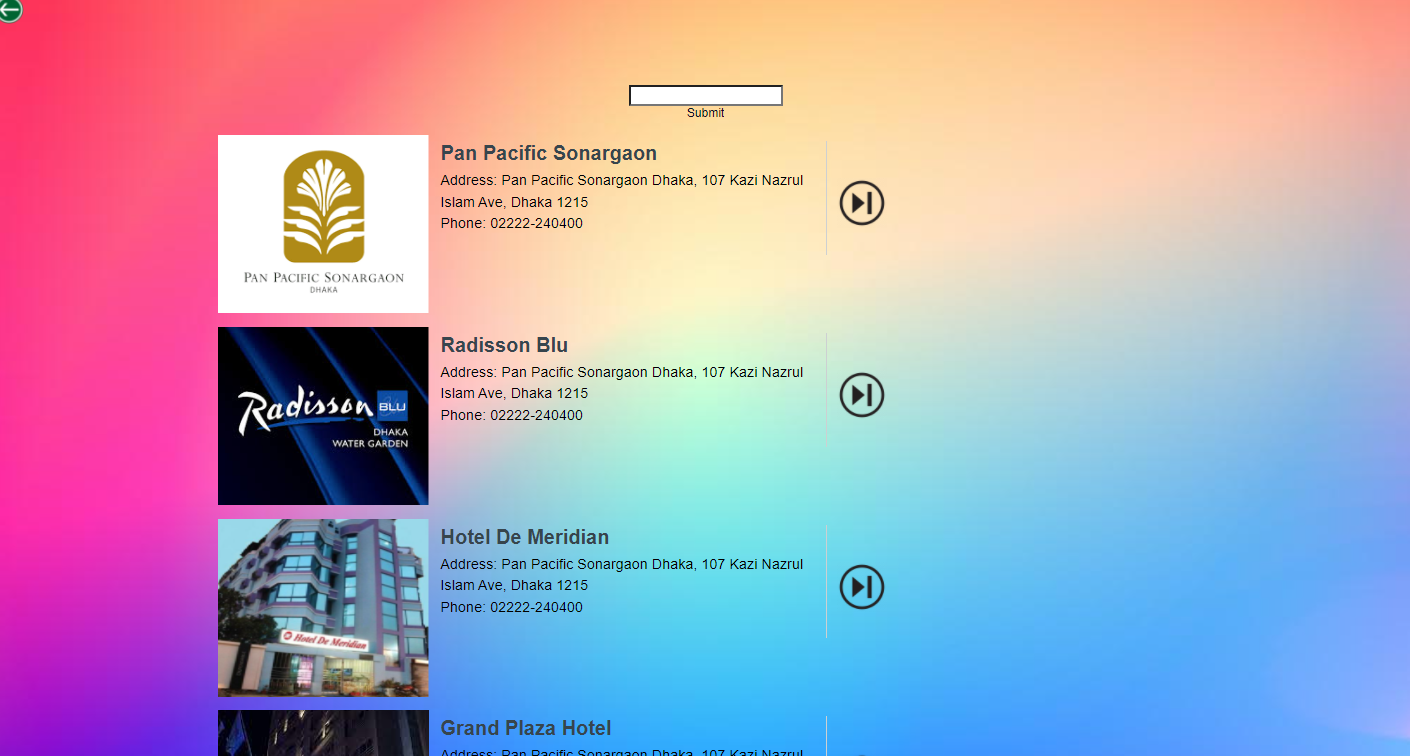 Submit
PAN PACIFIC SONARGAON
DHAKA
Pan Pacific Sonargaon
Address: Pan Pacific Sonargaon Dhaka, 107 Kazi Nazrul
Islam Ave, Dhaka 1215
Phone: 02222-240400
Radisson BLU
DHAKA
WATER GARDEN
Radisson Blu
Address: Pan Pacific Sonargaon Dhaka, 107 Kazi Nazrul
Islam Ave, Dhaka 1215
Phone: 02222-240400
Hotel De Meridian
Hotel De Meridian
Address: Pan Pacific Sonargaon Dhaka, 107 Kazi Nazrul
Islam Ave, Dhaka 1215
Phone: 02222-240400
Grand Plaza Hotel
Address: Pan Pacific Sonargaon Dhaka, 107 Kazi Nazrul